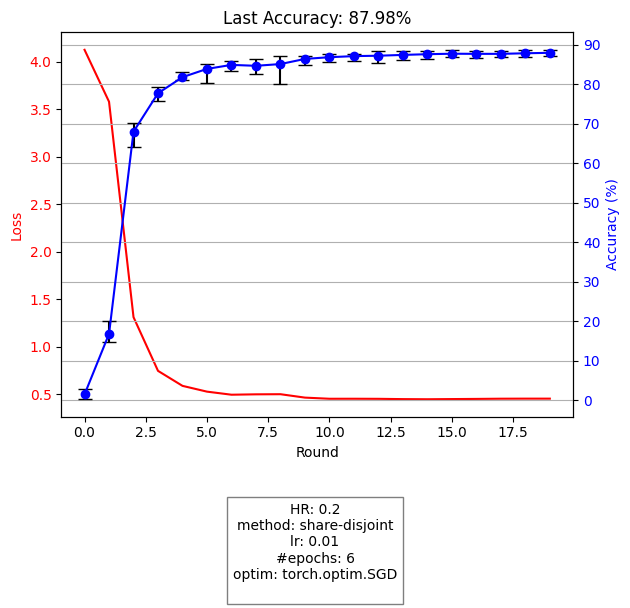 Last Accuracy: 87.98%
4.0
3.5
3.0
2.5
2.0
1.5
1.0
0.5
Loss
90
80
70
60
50
40
30
20
10
0
Accuracy (%)
0.0 2.5 5.0 7.5 10.0 12.5 15.0 17.5
Round
HR: 0.2
method: share-disjoint
lr: 0.01
#epochs: 6
optim: torch.optim.SGD